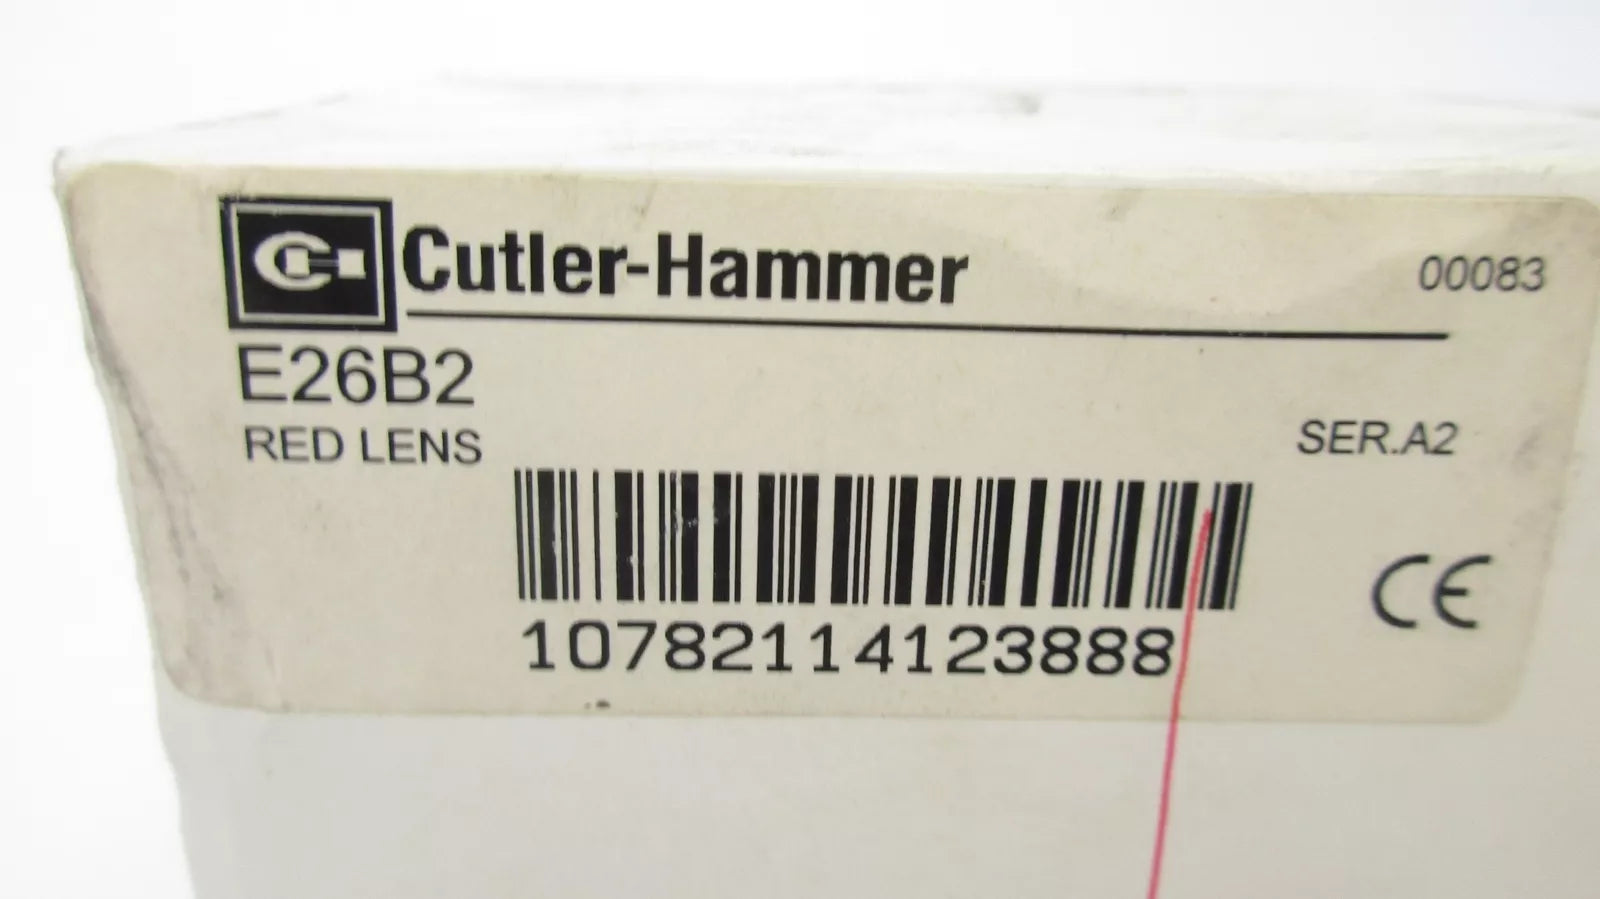 Cutler-Hammer
00083
E26B2
RED LENS
SER.A2
10782114123888
CE